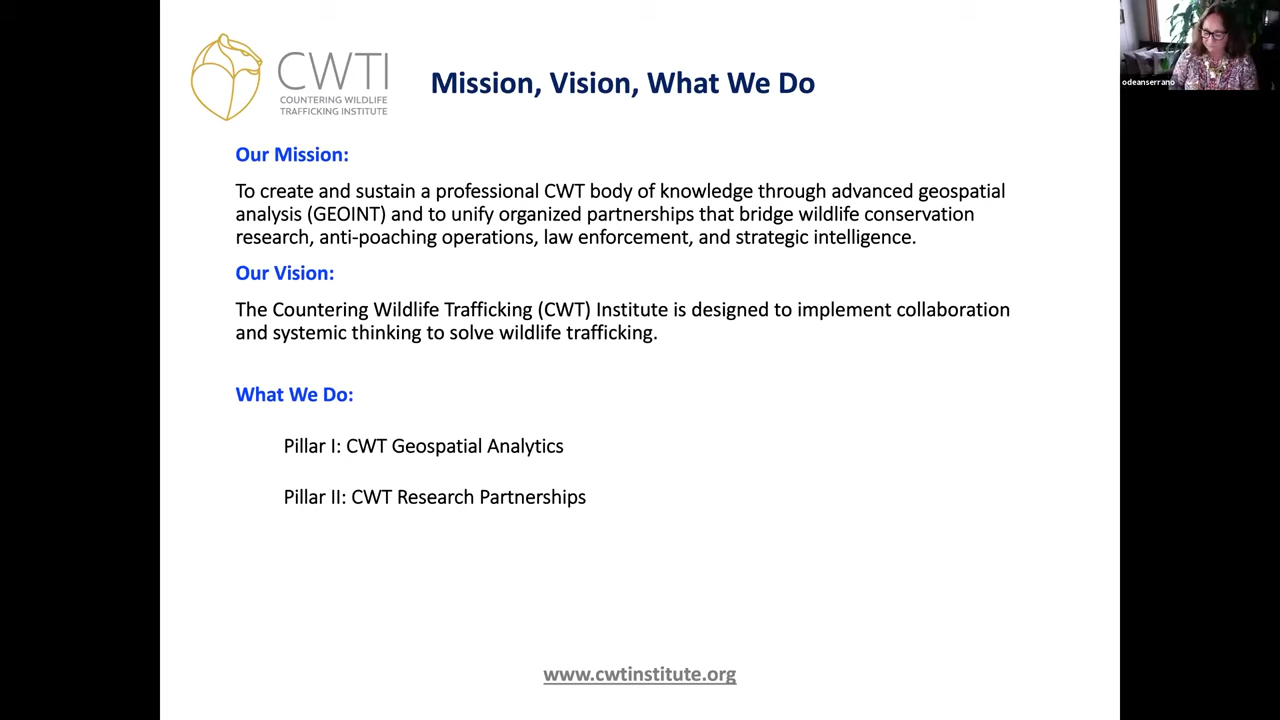 CWTI
COUNTERING WILDLIFE
TRAFFICKING INSTITUTE
Mission, Vision, What We Do
odeanserrano
Our Mission:
To create and sustain a professional CWT body of knowledge through advanced geospatial
analysis (GEOINT) and to unify organized partnerships that bridge wildlife conservation
research, anti-poaching operations, law enforcement, and strategic intelligence.
Our Vision:
The Countering Wildlife Trafficking (CWT) Institute is designed to implement collaboration
and systemic thinking to solve wildlife trafficking.
What We Do:
Pillar I: CWT Geospatial Analytics
Pillar II: CWT Research Partnerships
www.cwtinstitute.org